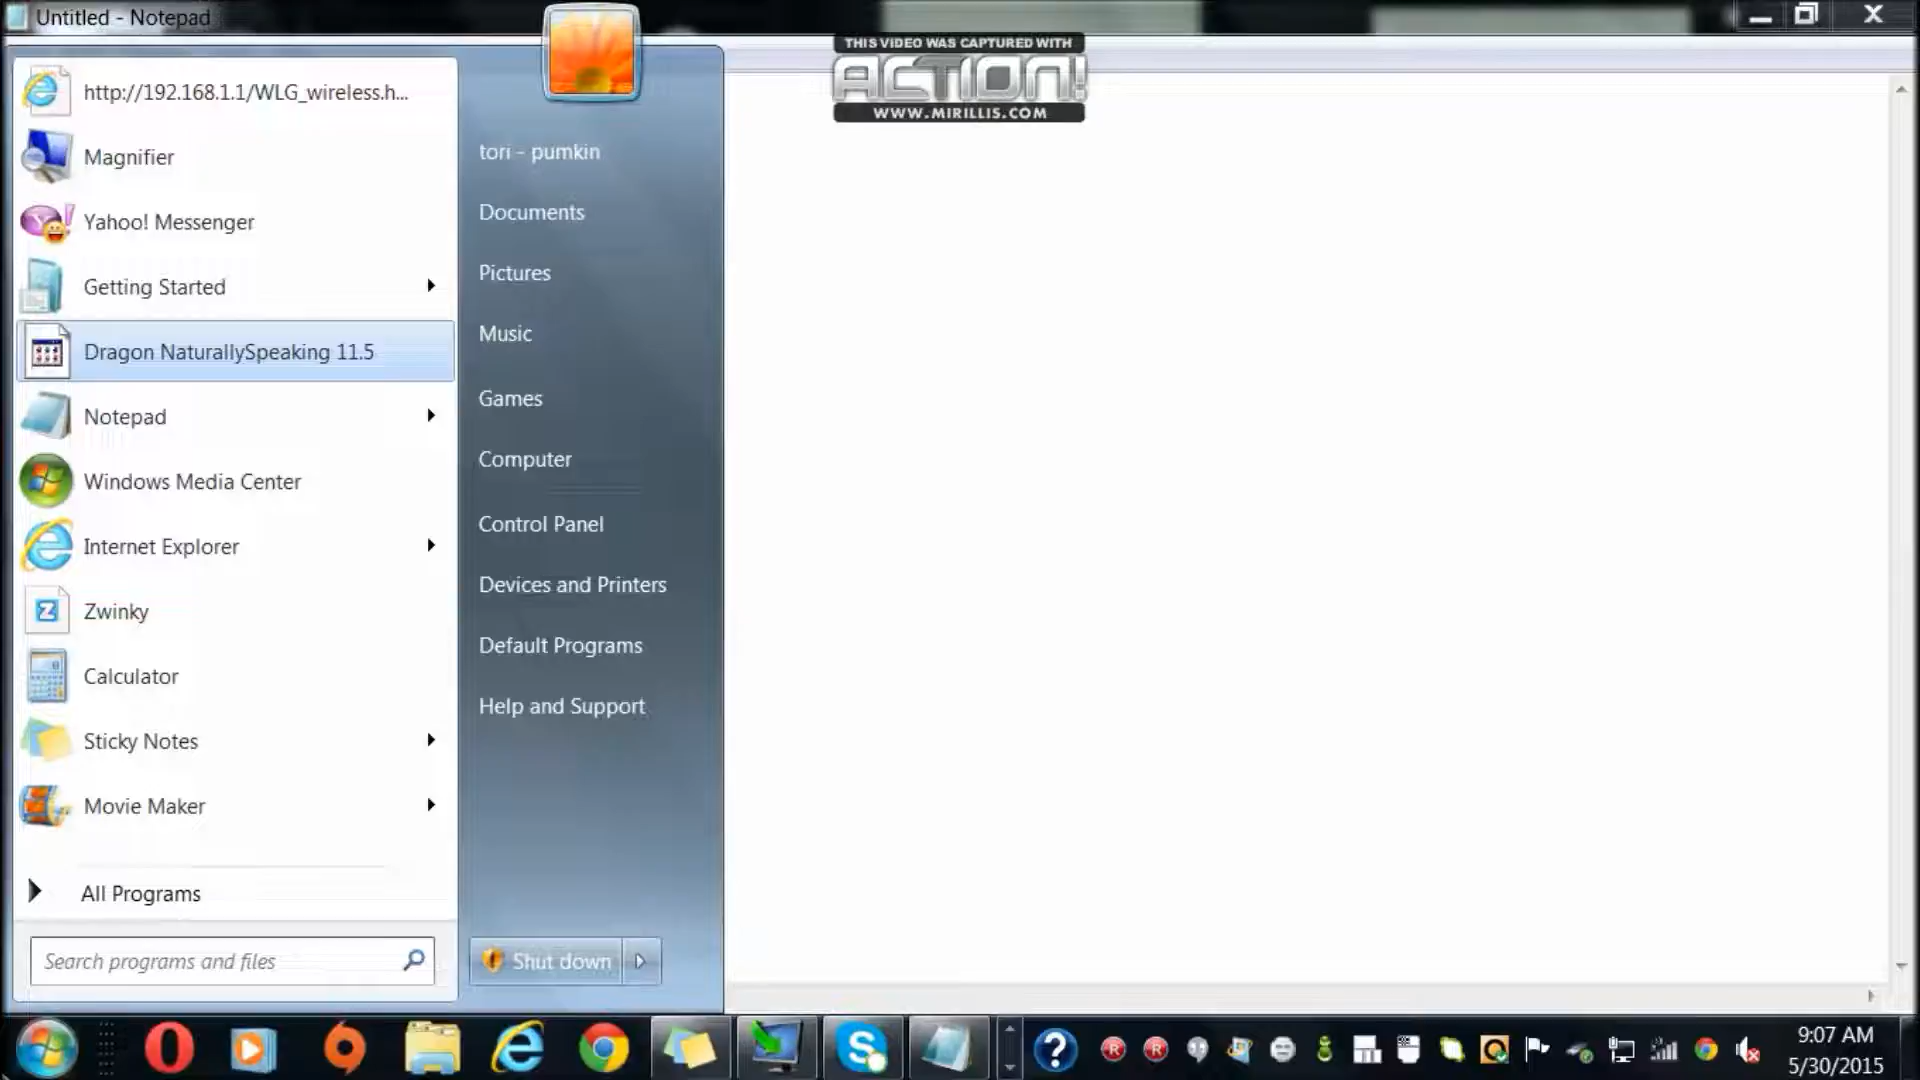 Untitled - Notepad
THIS VIDEO WAS CAPTURED WITH
ACTION!
WWW.MIRILLIS.COM
http://192.168.1.1/WLG_wireless.h...
Magnifier
Yahoo! Messenger
Getting Started
Dragon NaturallySpeaking 11.5
Notepad
Windows Media Center
Internet Explorer
Zwinky
Calculator
Sticky Notes
Movie Maker
All Programs
Search programs and files
tori - pumkin
Documents
Pictures
Music
Games
Computer
Control Panel
Devices and Printers
Default Programs
Help and Support
Shut down
9:07 AM
5/30/2015